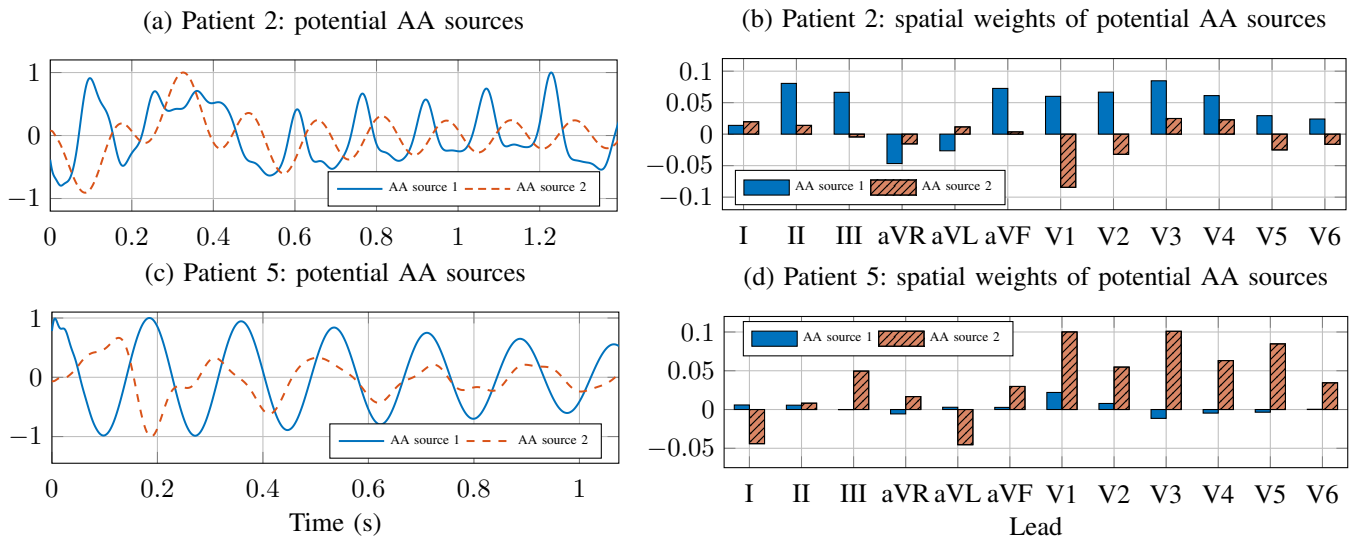 (a) Patient 2: potential AA sources
1
0
−1
AA source 1 AA source 2
0 0.2 0.4 0.6 0.8 1 1.2
(b) Patient 2: spatial weights of potential AA sources
0.1
0.05
0
−0.05
−0.1
AA source 1 AA source 2
I II III aVR aVL aVF V1 V2 V3 V4 V5 V6
(c) Patient 5: potential AA sources
1
0
−1
AA source 1 AA source 2
0 0.2 0.4 0.6 0.8 1
Time (s)
(d) Patient 5: spatial weights of potential AA sources
0.1
0.05
0
−0.05
AA source 1 AA source 2
I II III aVR aVL aVF V1 V2 V3 V4 V5 V6
Lead